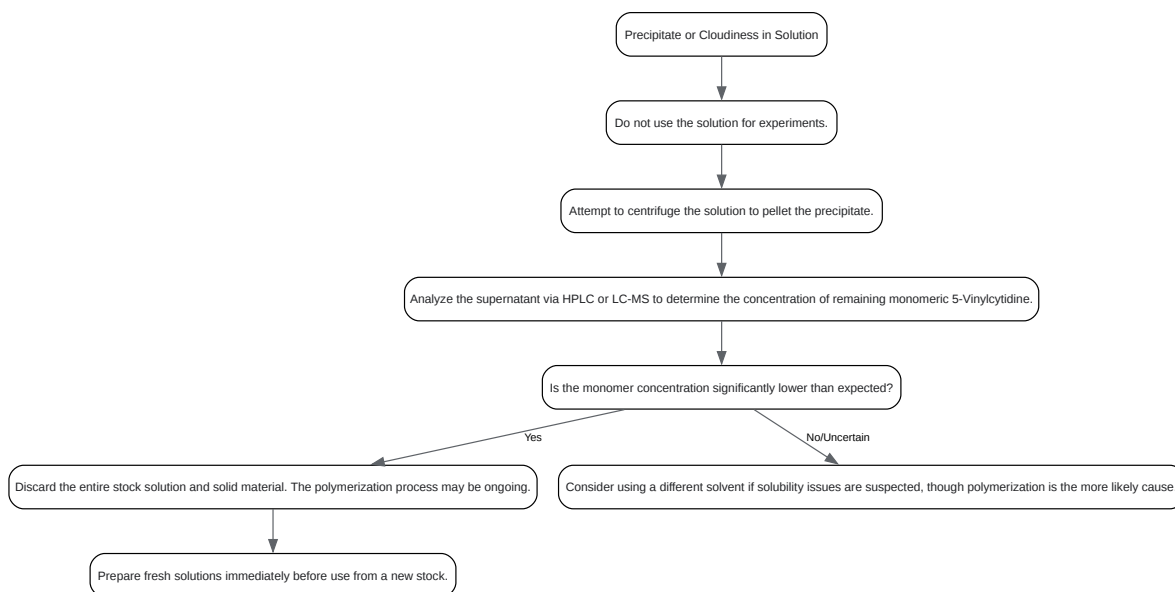 Precipitate or Cloudiness in Solution
Do not use the solution for experiments.
Attempt to centrifuge the solution to pellet the precipitate.
Analyze the supernatant via HPLC or LC-MS to determine the concentration of remaining monomeric 5-Vinylcytidine.
Is the monomer concentration significantly lower than expected?
Yes
No/Uncertain
Discard the entire stock solution and solid material. The polymerization process may be ongoing.
Consider using a different solvent if solubility issues are suspected, though polymerization is the more likely cause
Prepare fresh solutions immediately before use from a new stock.